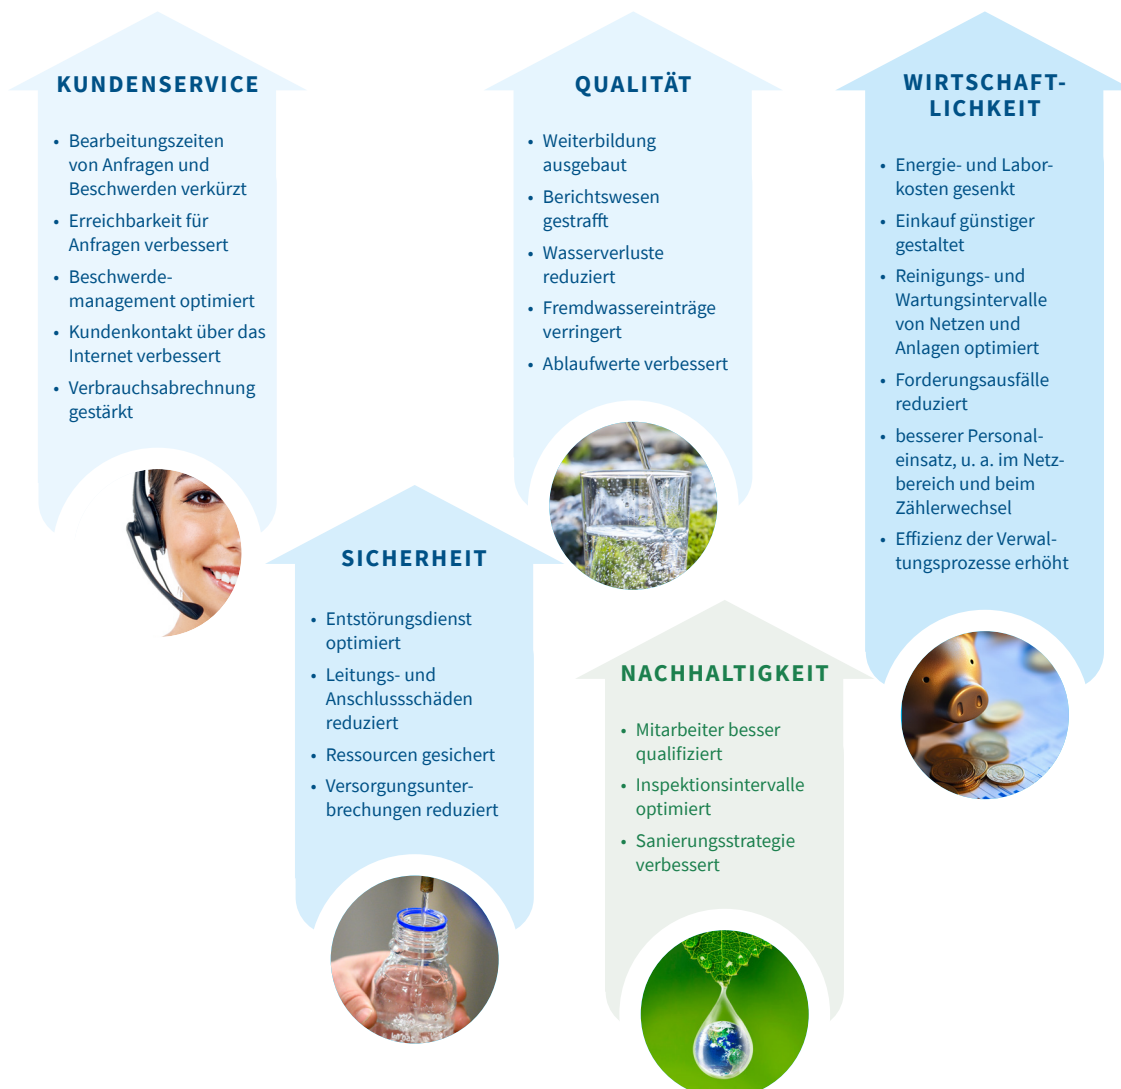 KUNDENSERVICE
• Bearbeitungszeiten
von Anfragen und
Beschwerden verkürzt
• Erreichbarkeit für
Anfragen verbessert
• Beschwerde-
management optimiert
• Kundenkontakt über das
Internet verbessert
• Verbrauchsabrechnung
gestärkt
SICHERHEIT
• Entstörungsdienst
optimiert
• Leitungs- und
Anschlussschäden
reduziert
• Ressourcen gesichert
• Versorgungsunter-
brechungen reduziert
QUALITÄT
• Weiterbildung
ausgebaut
• Berichtswesen
gestrafft
• Wasserverluste
reduziert
• Fremdwassereinträge
verringert
• Ablaufwerte verbessert
NACHHALTIGKEIT
• Mitarbeiter besser
qualifiziert
• Inspektionsintervalle
optimiert
• Sanierungsstrategie
verbessert
WIRTSCHAFT-
LICHKEIT
• Energie- und Labor-
kosten gesenkt
• Einkauf günstiger
gestaltet
• Reinigungs- und
Wartungsintervalle
von Netzen und
Anlagen optimiert
• Forderungsausfälle
reduziert
• besserer Personal-
einsatz, u. a. im Netz-
bereich und beim
Zählerwechsel
• Effizienz der Verwal-
tungsprozesse erhöht